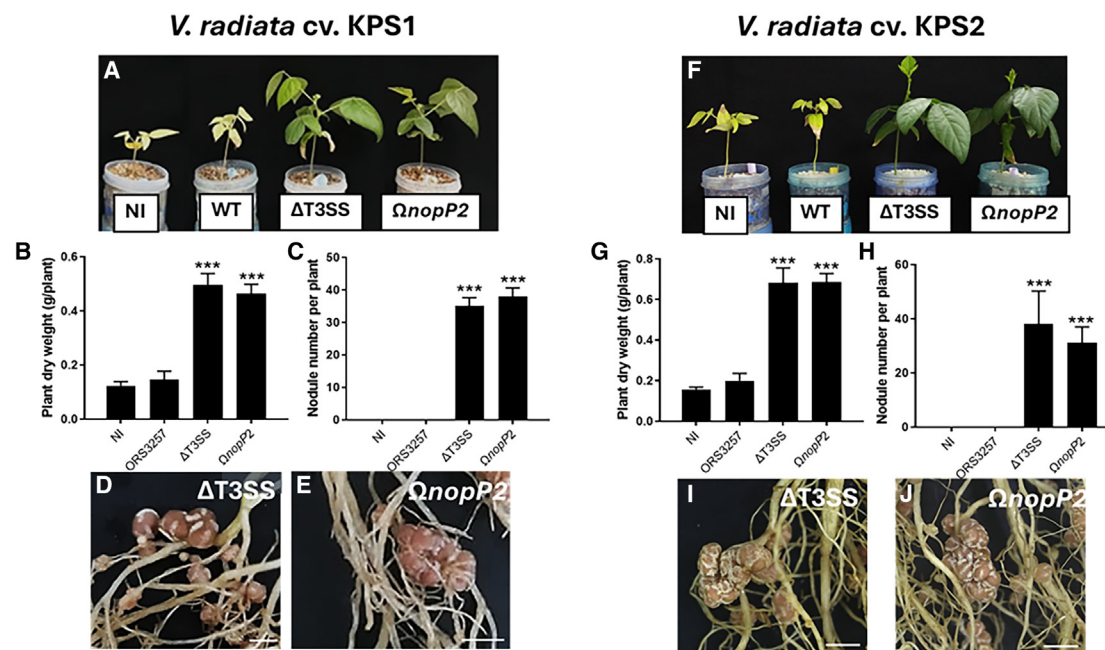 V. radiata cv. KPS1
V. radiata cv. KPS2
A
NI
WT
ΔT3SS
ΩnopP2
F
NI
WT
ΔT3SS
ΩnopP2
B
Plant dry weight (g/plant)
0.6
0.4
0.2
0.0
***
***
NI
ORS3257
ΔT3SS
ΩnopP2
C
Nodule number per plant
50
40
30
20
10
0
***
***
NI
ORS3257
ΔT3SS
ΩnopP2
G
Plant dry weight (g/plant)
0.8
0.6
0.4
0.2
0.0
***
***
NI
ORS3257
ΔT3SS
ΩnopP2
H
Nodule number per plant
60
40
20
0
***
***
NI
ORS3257
ΔT3SS
ΩnopP2
D
ΔT3SS
E
ΩnopP2
I
ΔT3SS
J
ΩnopP2